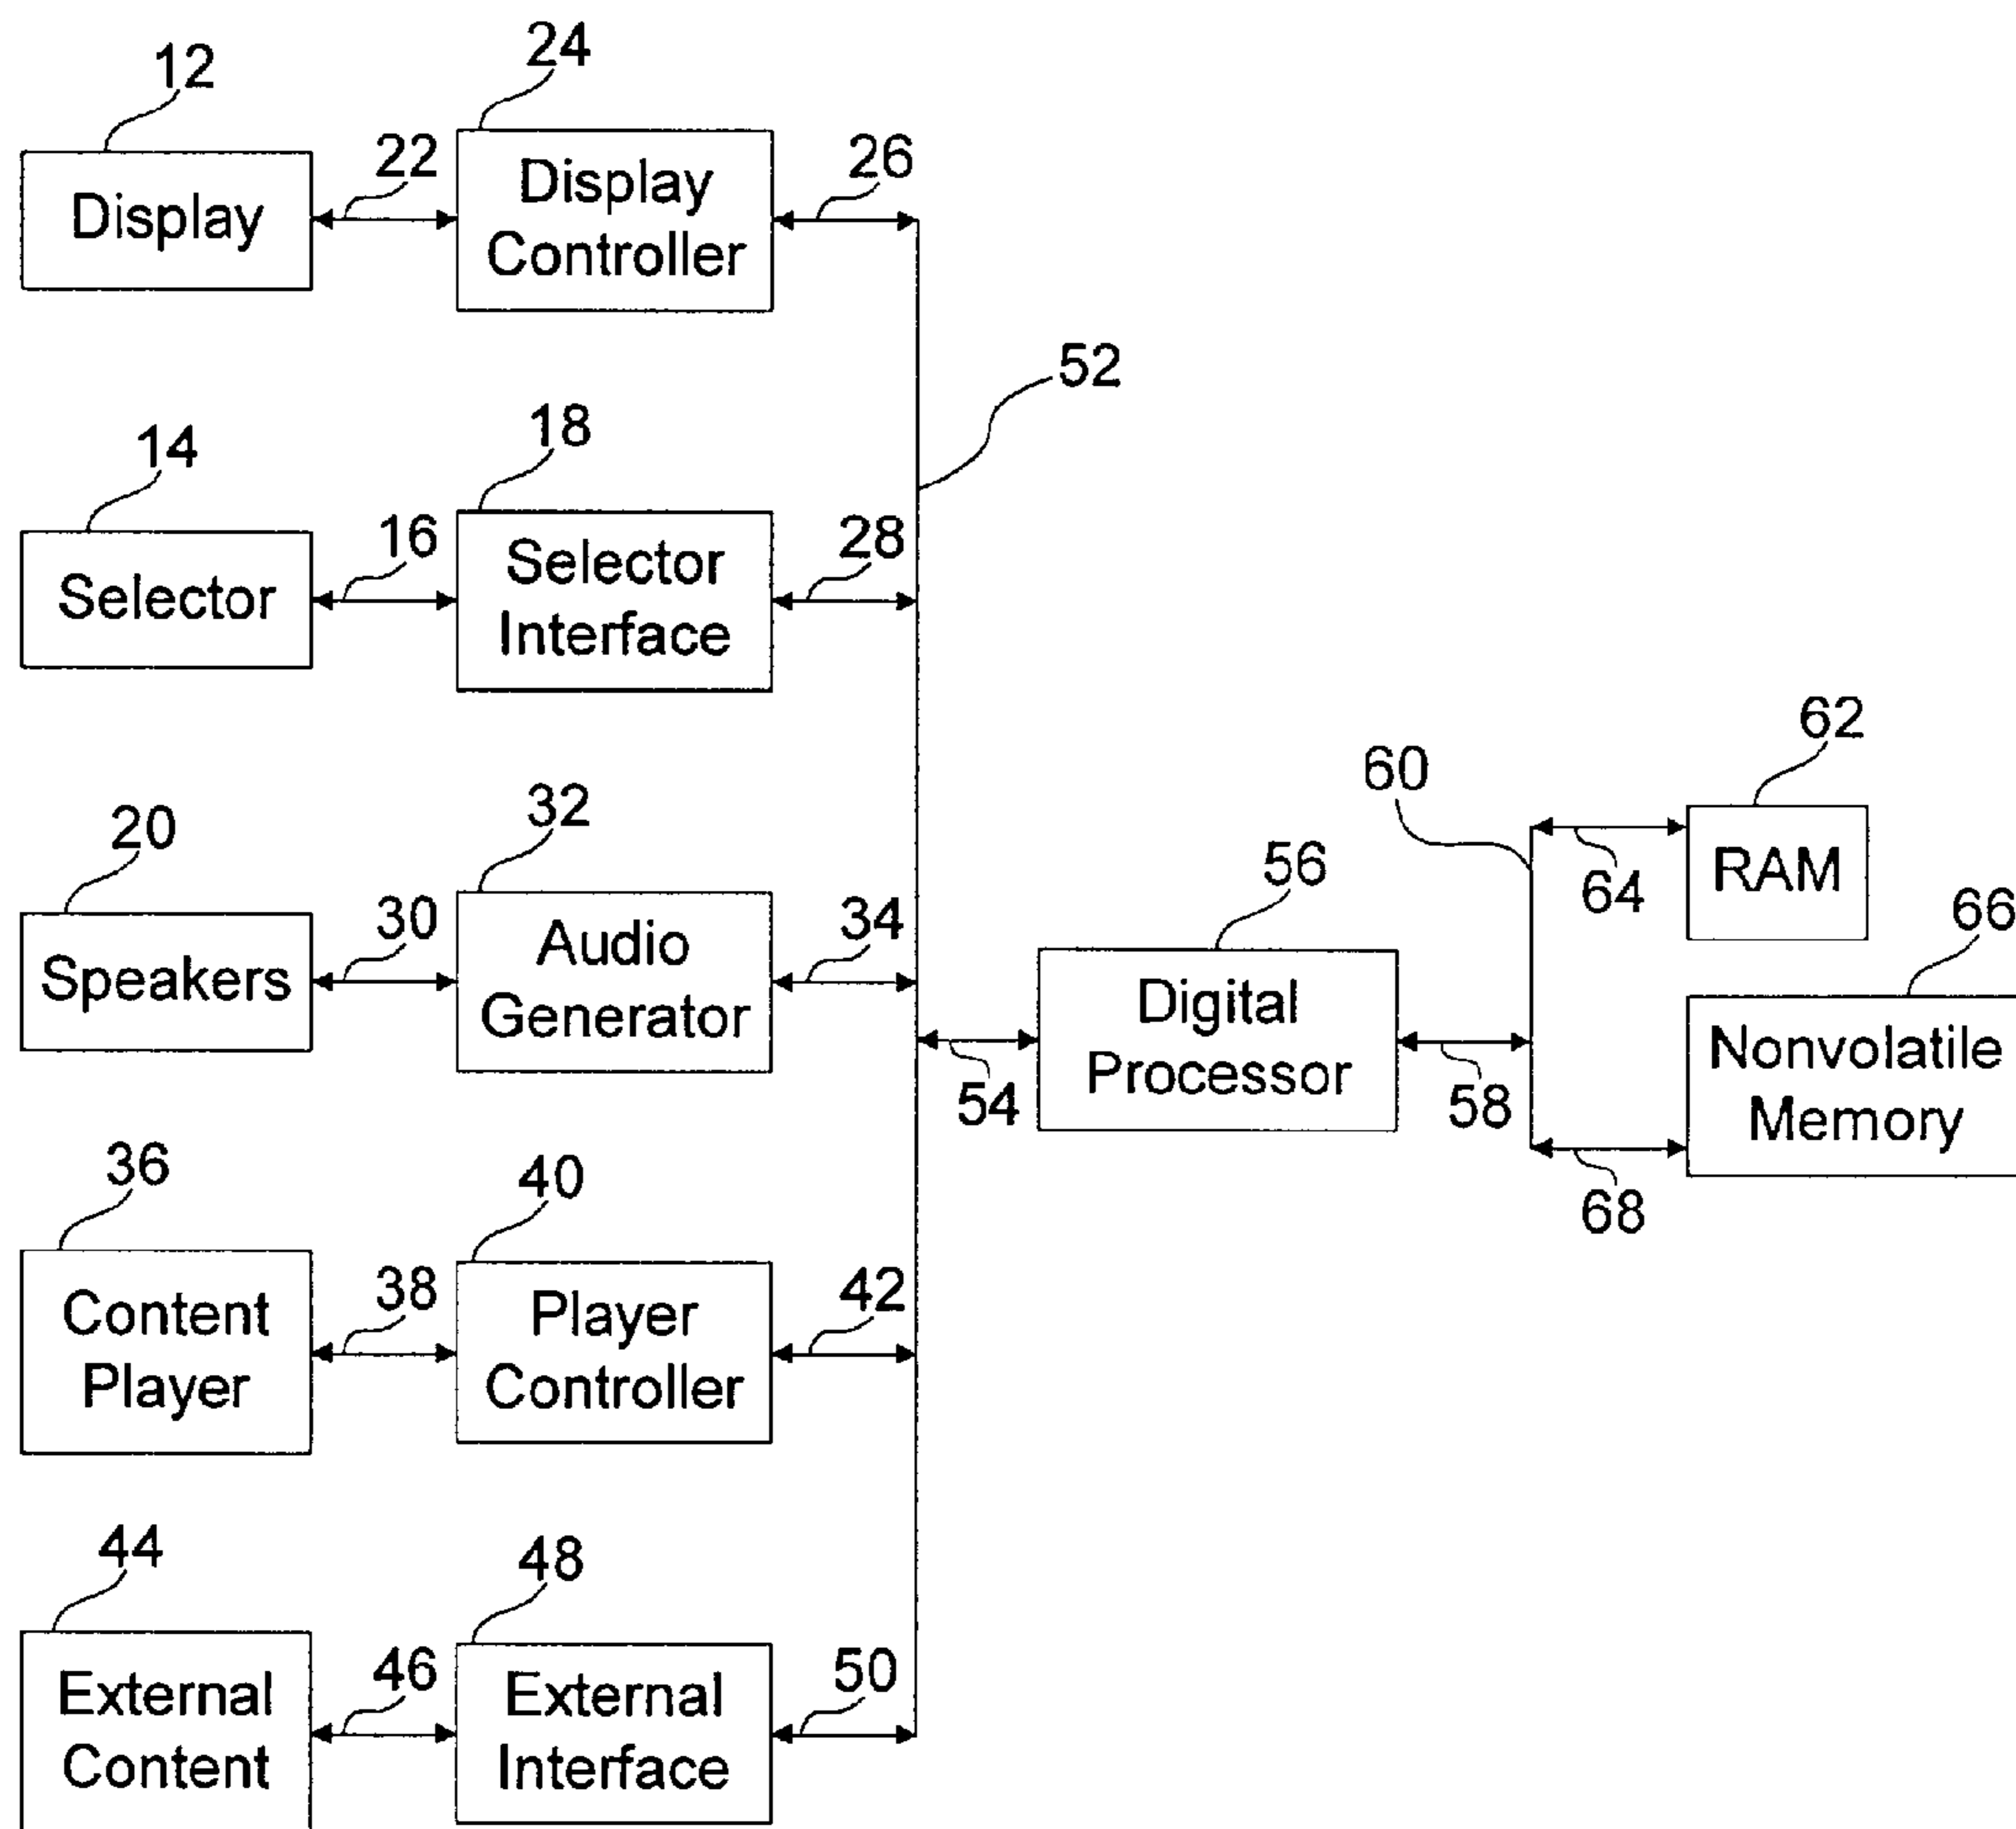 24
12
22
Display
Display
Controller
26
52
14
18
16
Selector
Selector
Interface
28
20
32
30
Speakers
Audio
Generator
34
54
56
Digital
Processor
58
60
62
64
RAM
66
Nonvolatile
Memory
68
36
40
38
Content
Player
Player
Controller
42
44
48
46
External
Content
External
Interface
50